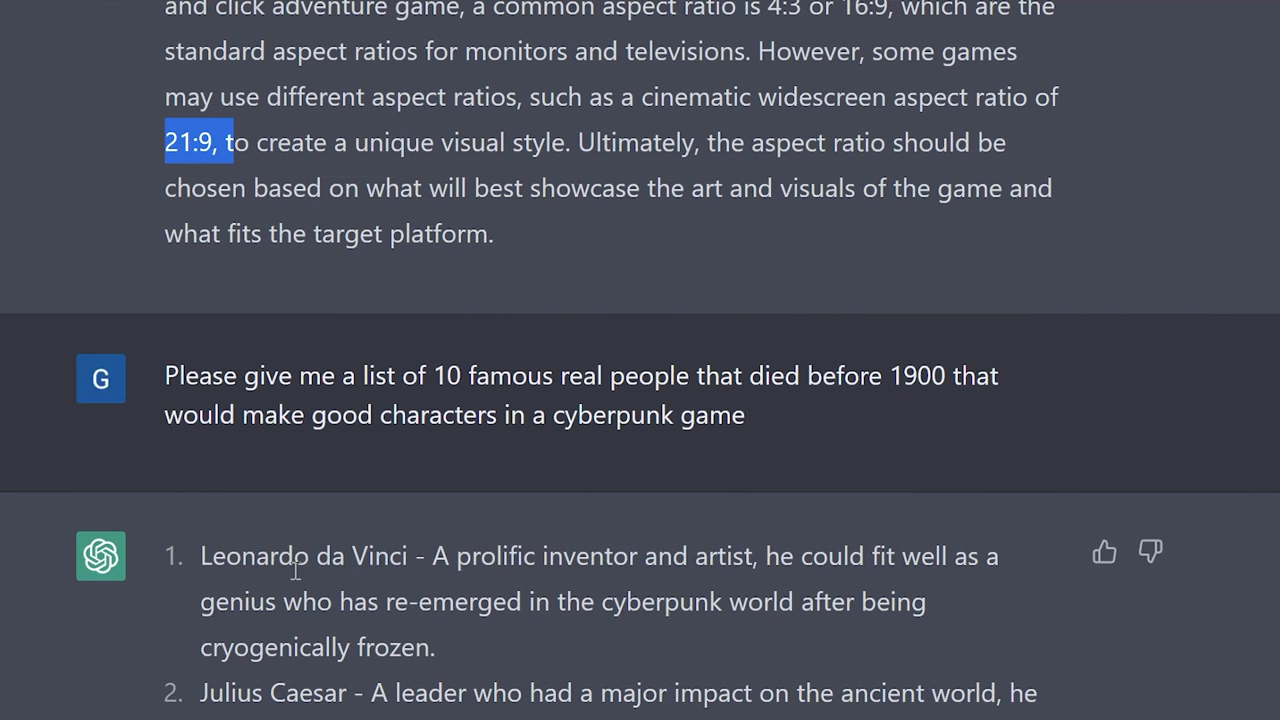 and click adventure game, a common aspect ratio is 4:3 or 16:9, which are the
standard aspect ratios for monitors and televisions. However, some games
may use different aspect ratios, such as a cinematic widescreen aspect ratio of
21:9, to create a unique visual style. Ultimately, the aspect ratio should be
chosen based on what will best showcase the art and visuals of the game and
what fits the target platform.
G
Please give me a list of 10 famous real people that died before 1900 that
would make good characters in a cyberpunk game
1. Leonardo da Vinci - A prolific inventor and artist, he could fit well as a
genius who has re-emerged in the cyberpunk world after being
cryogenically frozen.
2. Julius Caesar - A leader who had a major impact on the ancient world, he